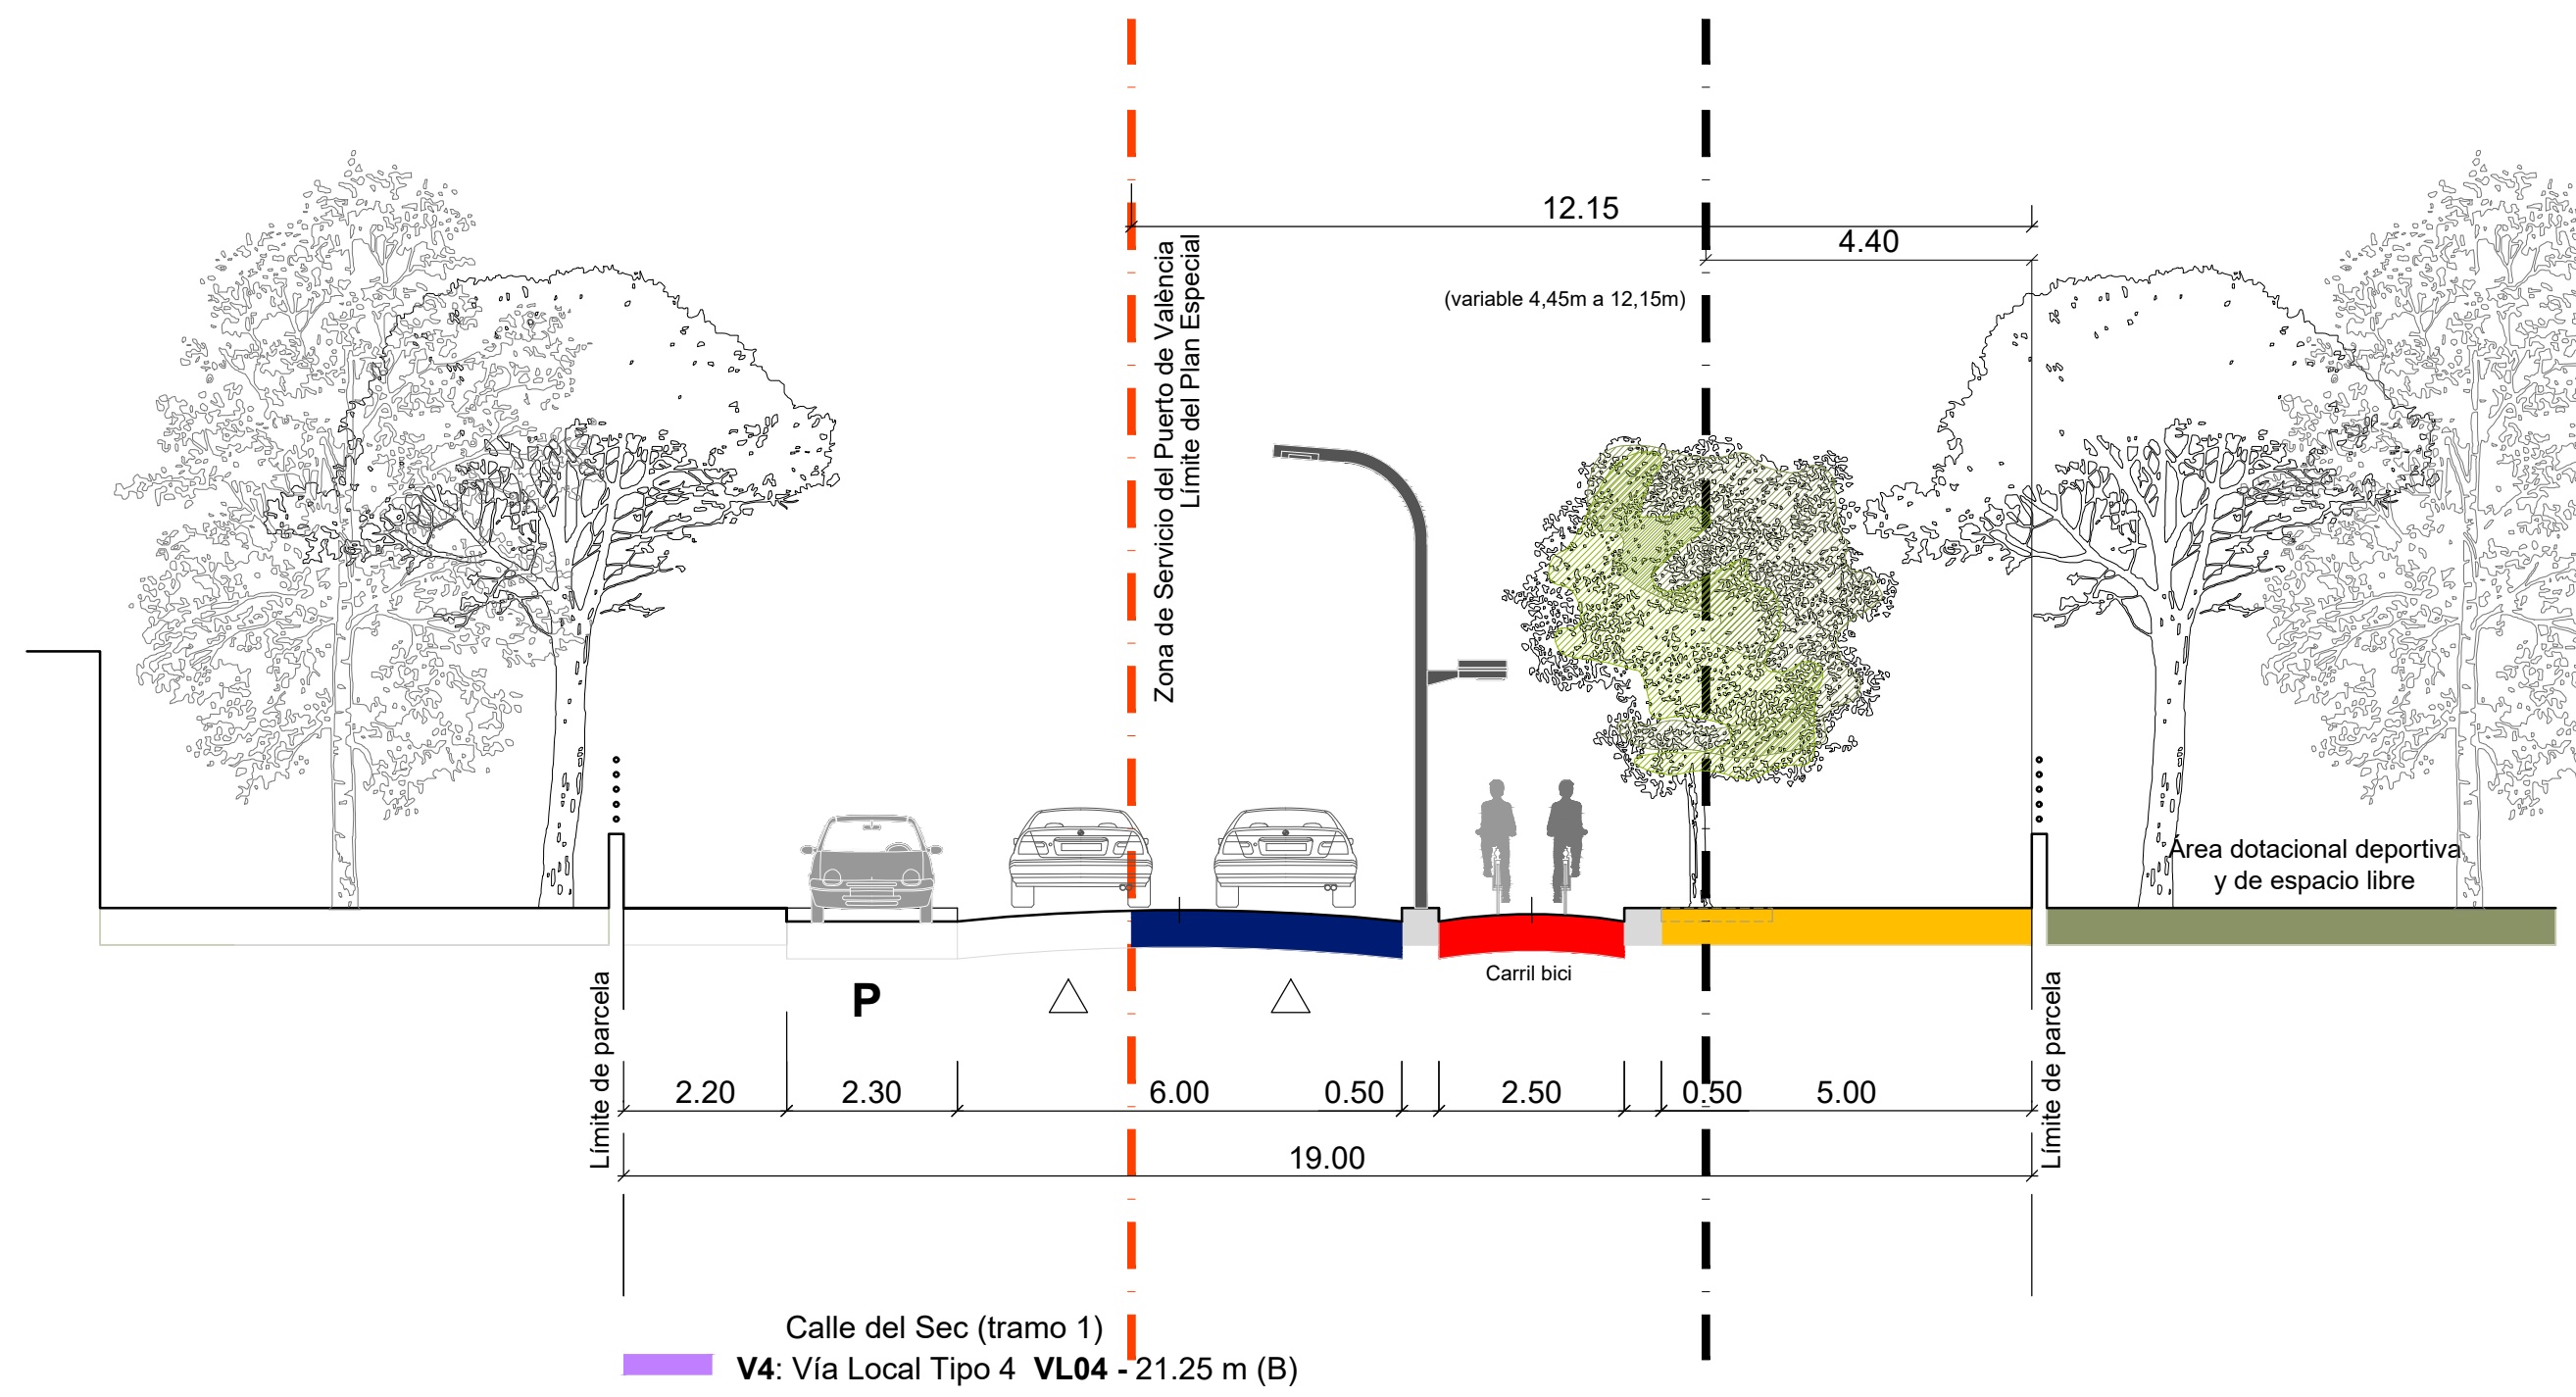 12.15
4.40
(variable 4,45m a 12,15m)
Zona de Servicio del Puerto de València
Límite del Plan Especial
Área dotacional deportiva
y de espacio libre
Carril bici
P
Límite de parcela
Límite de parcela
2.20 2.30 6.00 0.50 2.50 0.50 5.00
19.00
Calle del Sec (tramo 1)
V4: Vía Local Tipo 4 VL04 - 21.25 m (B)